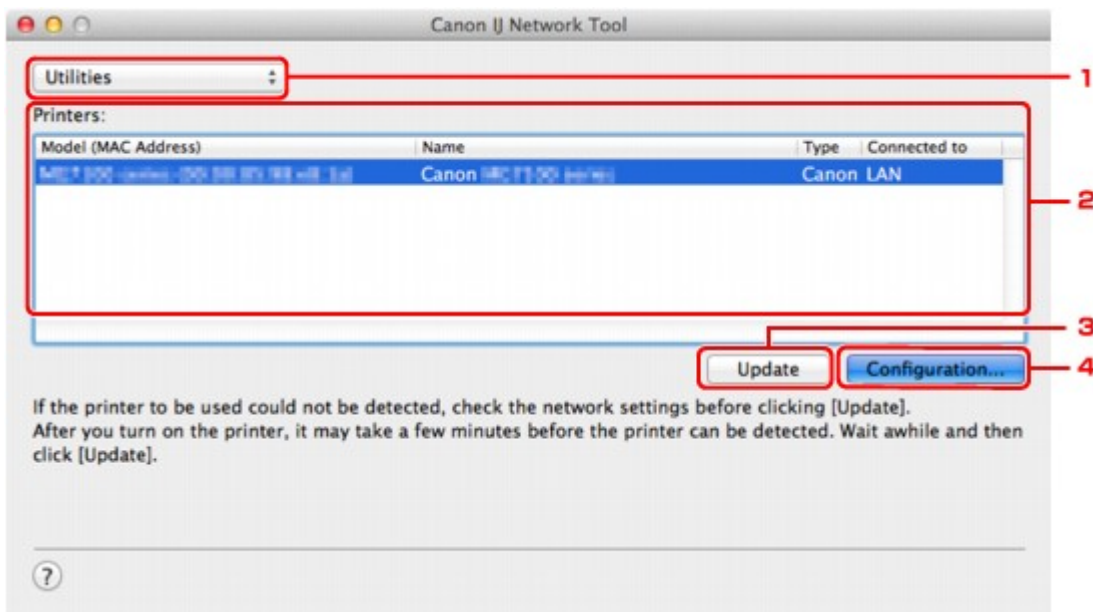 Canon IJ Network Tool
Utilities
1
Printers:
Model (MAC Address) Name Type Connected to
Canon Canon LAN
2
3
Update Configuration... 4
If the printer to be used could not be detected, check the network settings before clicking [Update].
After you turn on the printer, it may take a few minutes before the printer can be detected. Wait awhile and then
click [Update].
?